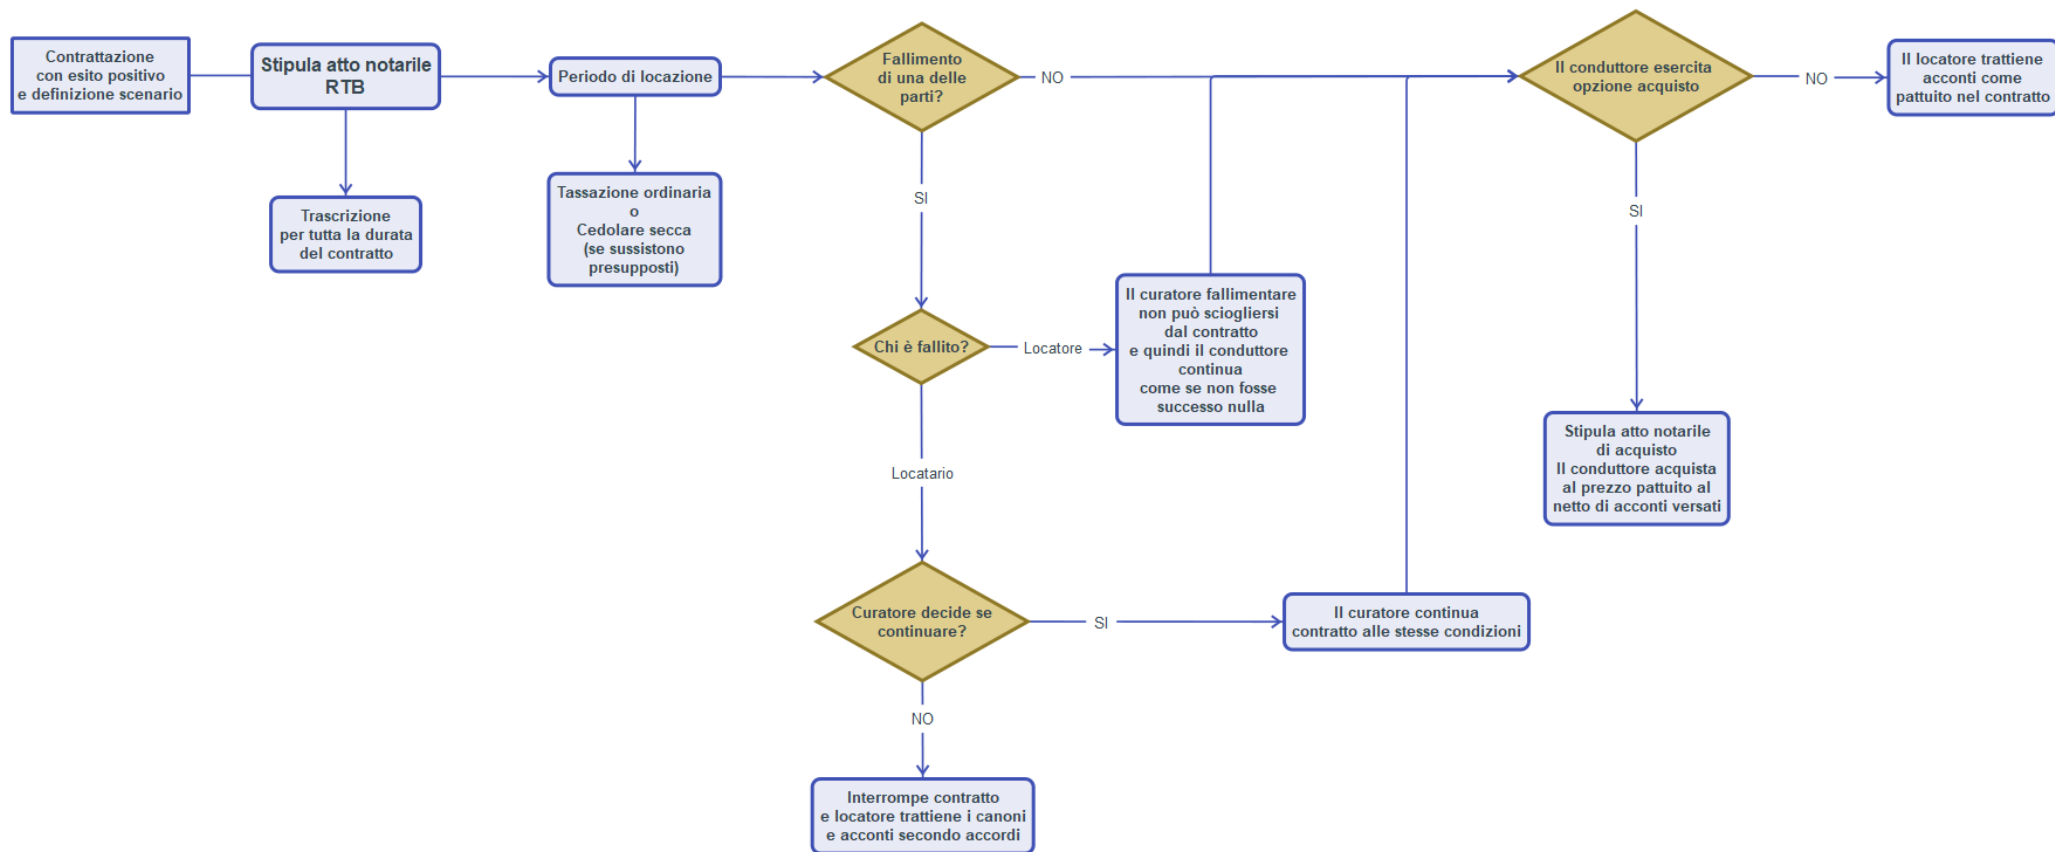 Contrattazione
con esito positivo
e definizione scenario
Stipula atto notarile
RTB
Trascrizione
per tutta la durata
del contratto
Periodo di locazione
Tassazione ordinaria
o
Cedolare secca
(se sussistono
presupposti)
Fallimento
di una delle
parti?
NO
SI
Chi è fallito?
Locatore
Il curatore fallimentare
non può sciogliersi
dal contratto
e quindi il conduttore
continua
come se non fosse
successo nulla
Locatario
Curatore decide se
continuare?
SI
Il curatore continua
contratto alle stesse condizioni
NO
Interrompe contratto
e locatore trattiene i canoni
e acconti secondo accordi
Il conduttore esercita
opzione acquisto
NO
Il locatore trattiene
acconti come
pattuito nel contratto
SI
Stipula atto notarile
di acquisto
Il conduttore acquista
al prezzo pattuito al
netto di acconti versati